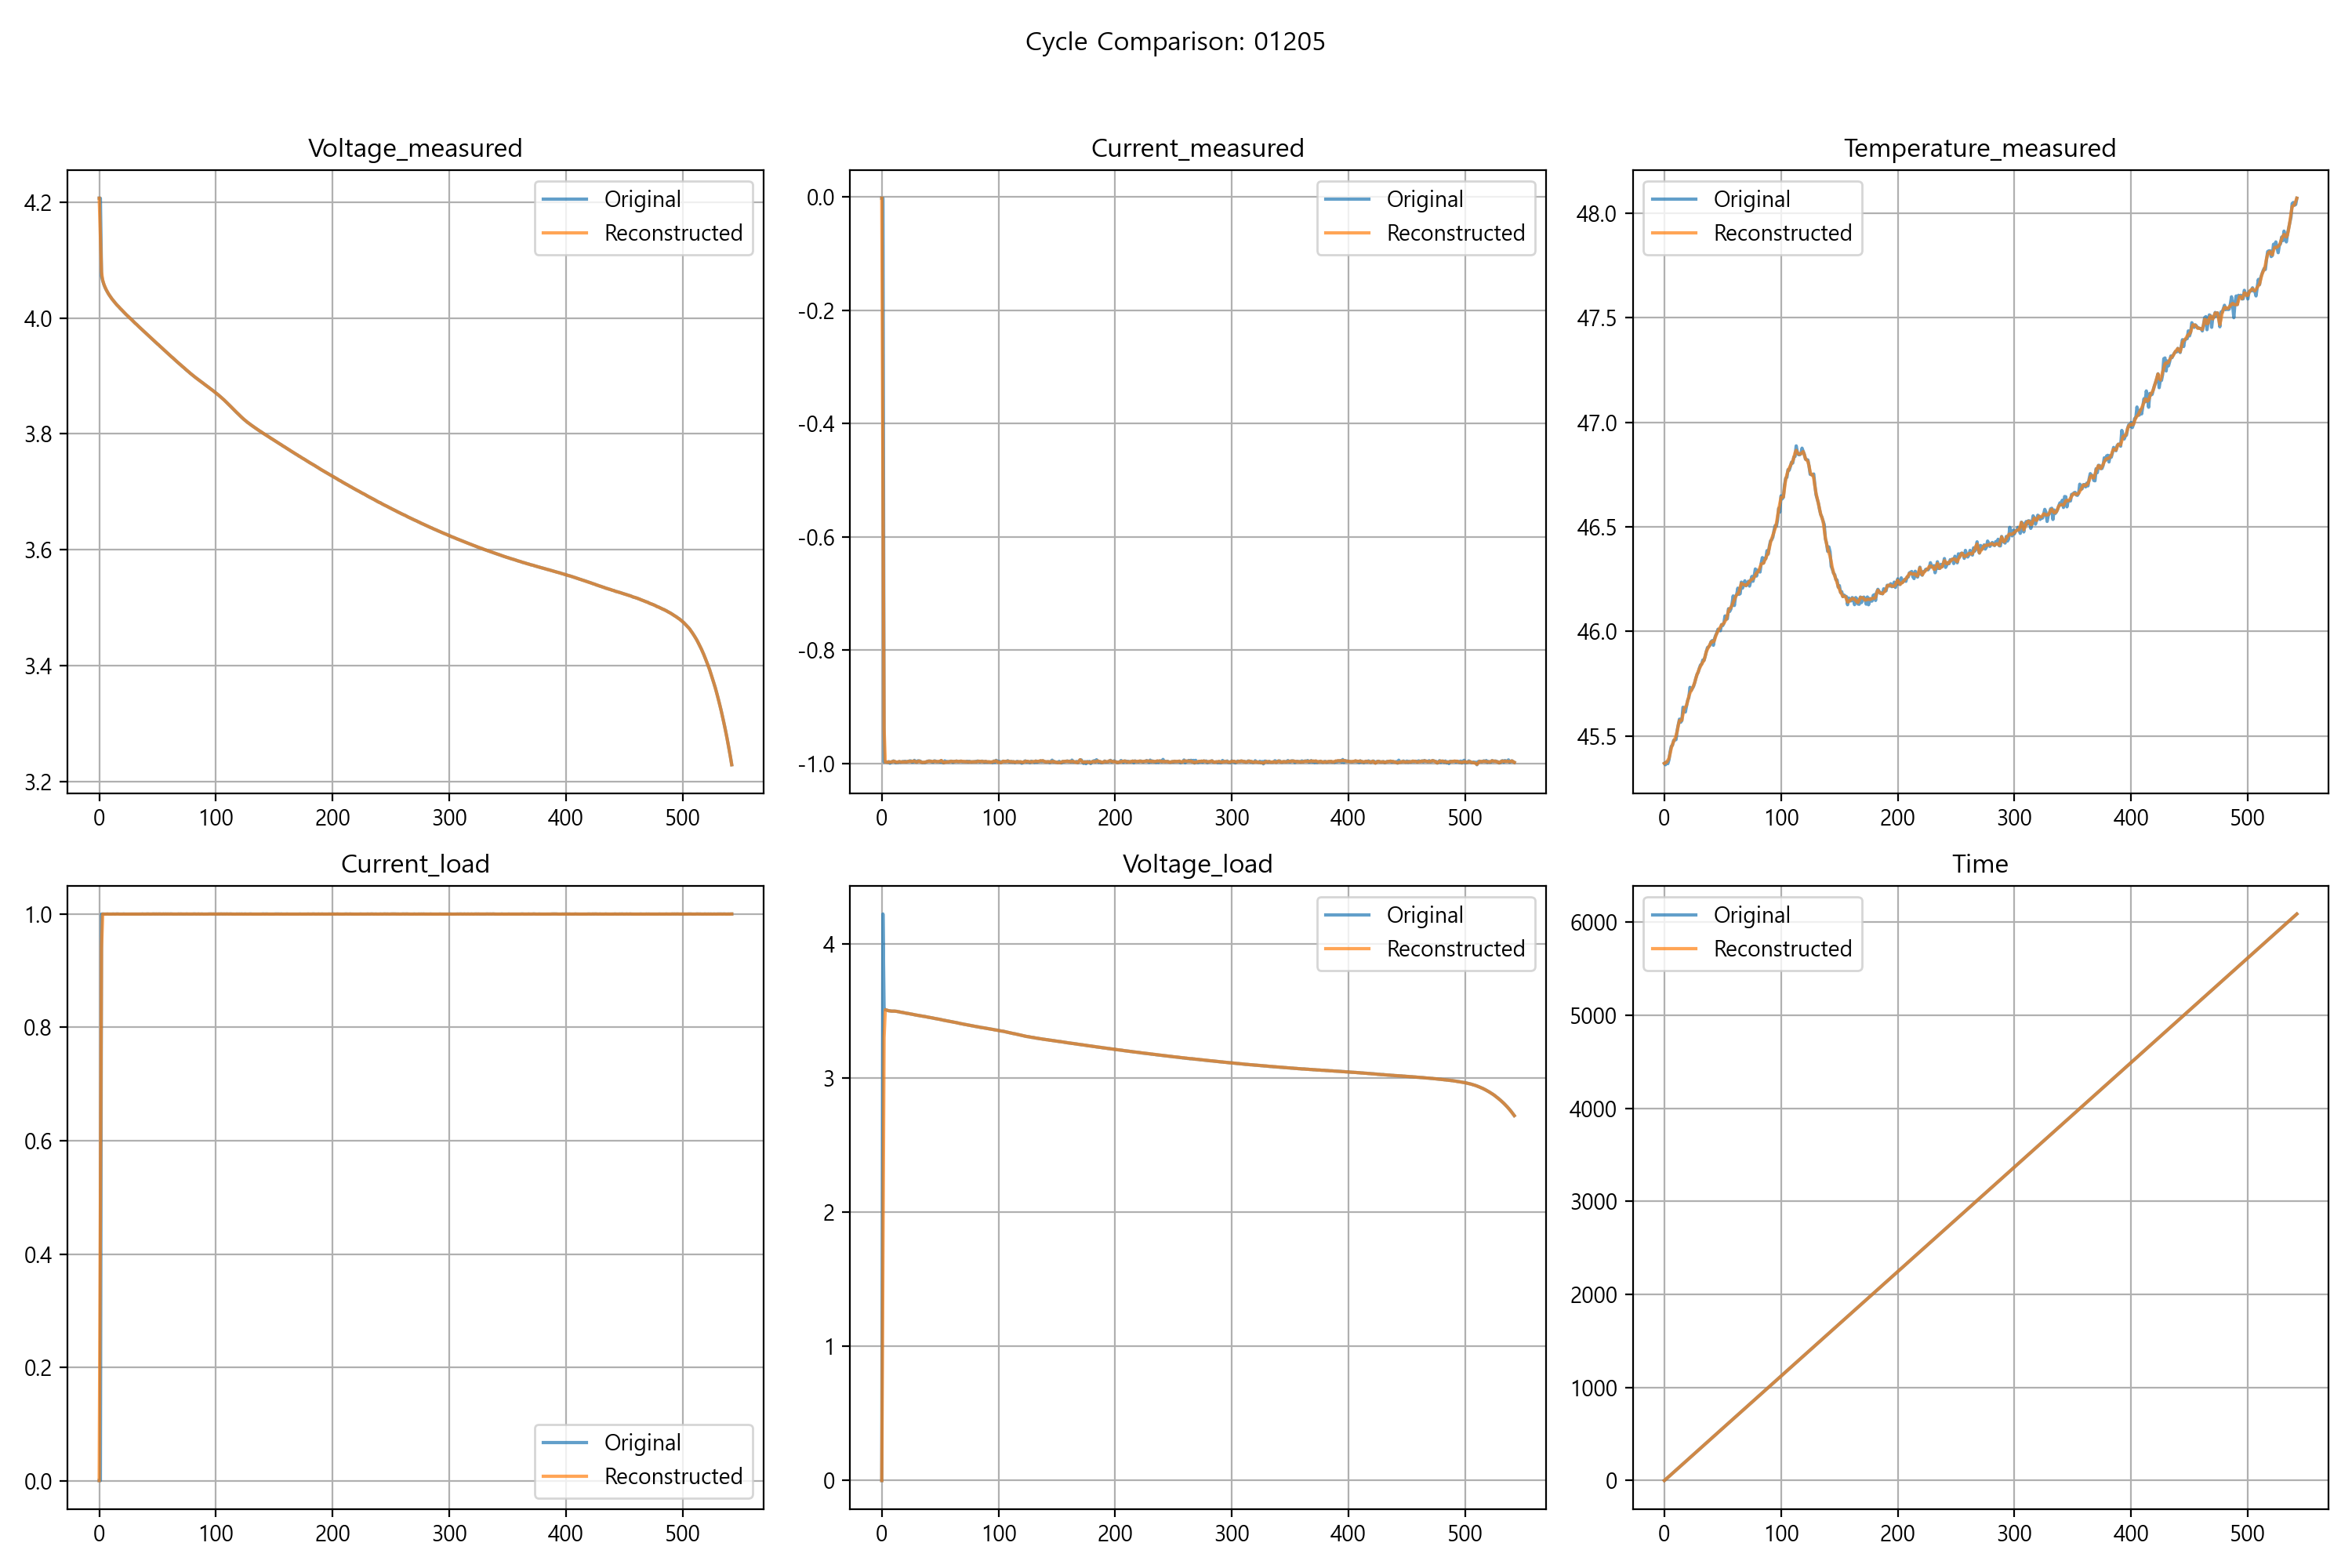 Cycle Comparison: 01205
Voltage_measured
4.2
4.0
3.8
3.6
3.4
3.2
0 100 200 300 400 500
Original
Reconstructed
Current_measured
0.0
-0.2
-0.4
-0.6
-0.8
-1.0
0 100 200 300 400 500
Original
Reconstructed
Temperature_measured
48.0
47.5
47.0
46.5
46.0
45.5
0 100 200 300 400 500
Original
Reconstructed
Current_load
1.0
0.8
0.6
0.4
0.2
0.0
0 100 200 300 400 500
Original
Reconstructed
Voltage_load
4
3
2
1
0
0 100 200 300 400 500
Original
Reconstructed
Time
6000
5000
4000
3000
2000
1000
0
0 100 200 300 400 500
Original
Reconstructed